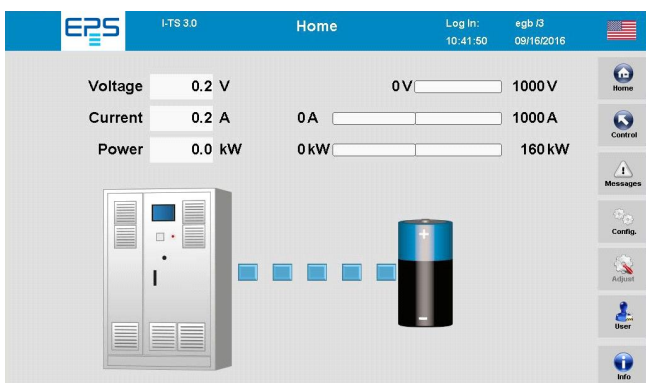 EPS
I-TS 3.0
Home
Log In:
egb /3
10:41:50
09/16/2016
Voltage 0.2 V
0 V 1000 V
Current 0.2 A
0 A 1000 A
Power 0.0 kW
0 kW 160 kW
Home
Control
Messages
Config.
Adjust
User
Info